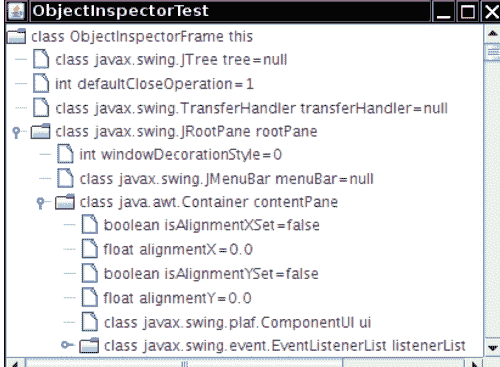 ObjectInspectorTest
class ObjectInspectorFrame this
class javax.swing.JTree tree=null
int defaultCloseOperation=1
class javax.swing.TransferHandler transferHandler=null
class javax.swing.JRootPane rootPane
int windowDecorationStyle=0
class javax.swing.JMenuBar menuBar=null
class java.awt.Container contentPane
boolean isAlignmentXSet=false
float alignmentX=0.0
boolean isAlignmentYSet=false
float alignmentY=0.0
class javax.swing.plaf.ComponentUI ui
class javax.swing.event.EventListenerList listenerList